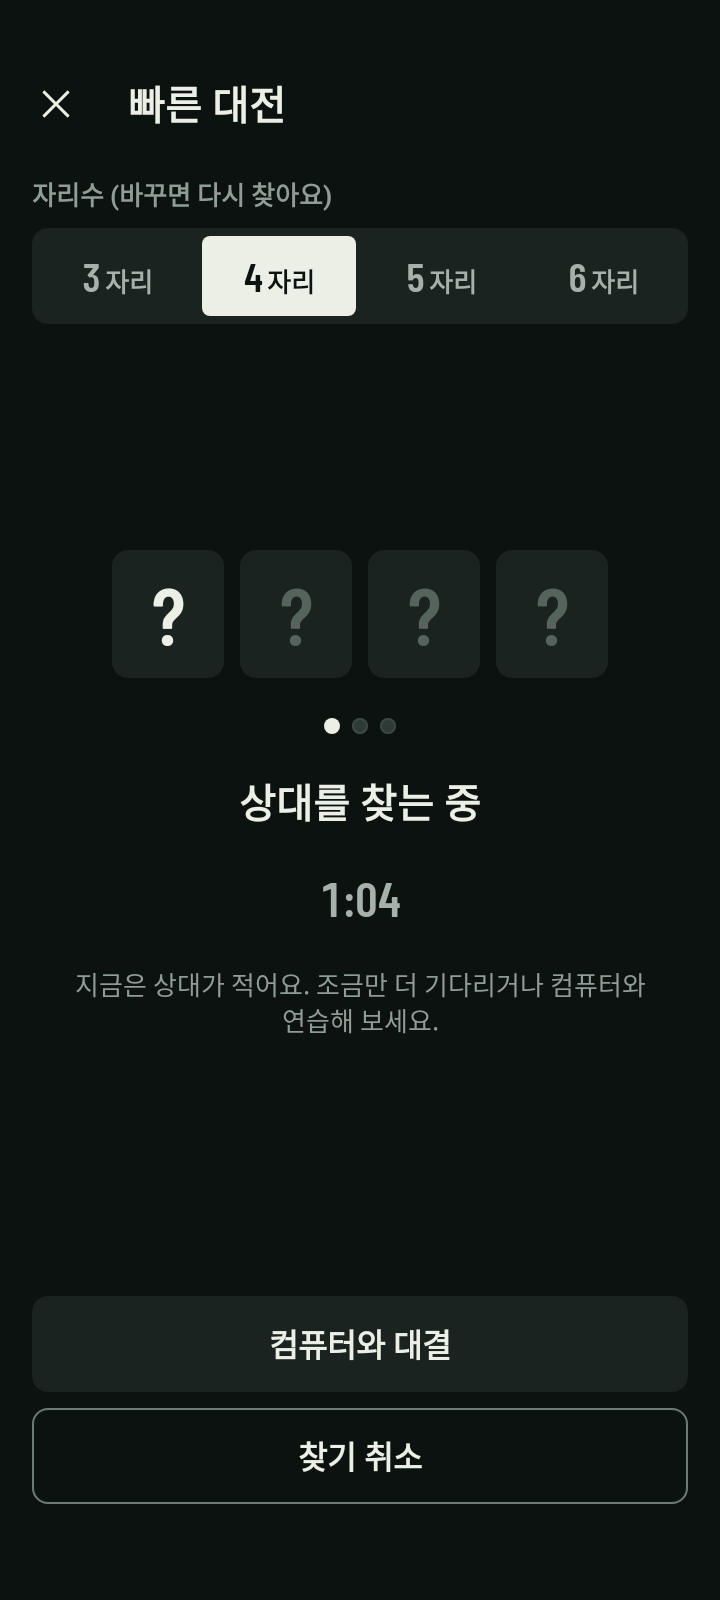 빠른 대전
자리수 (바꾸면 다시 찾아요)
3 자리 4 자리 5 자리 6 자리
? ? ? ?
상대를 찾는 중
1:04
지금은 상대가 적어요. 조금만 더 기다리거나 컴퓨터와
연습해 보세요.
컴퓨터와 대결
찾기 취소